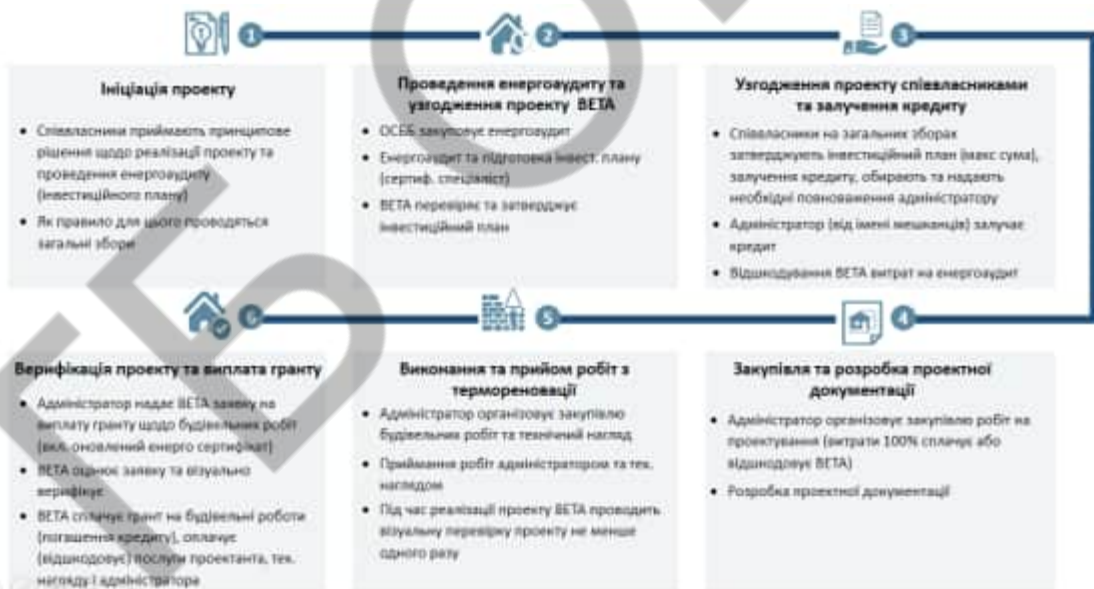 1
2
3
Ініціація проекту
• Співвласники приймають принципове
рішення щодо реалізації проекту та
проведення енергоаудиту
(інвестиційного плану)
• Як правило для цього проводяться
загальні збори
Проведення енергоаудиту та
узгодження проекту ВЕТА
• ОСББ закуповує енергоаудит
• Енергоаудит та підготовка інвест. плану
(сертиф. спеціаліст)
• ВЕТА перевіряє та затверджує
інвестиційний план
Узгодження проекту співвласниками
та залучення кредиту
• Співвласники на загальних зборах
затверджують інвестиційний план (макс сума),
залучення кредиту, обирають та надають
необхідні повноваження адміністратору
• Адміністратор (від імені мешканців) залучає
кредит
• Відшкодування ВЕТА витрат на енергоаудит
6
5
4
Верифікація проекту та виплата гранту
• Адміністратор надає ВЕТА заявку на
виплату гранту щодо будівельних робіт
(вкл. оновлений енерго сертифікат)
• ВЕТА оцінює заявку та візуально
верифікує
• ВЕТА сплачує грант на будівельні роботи
(погашення кредиту), оплачує
(відшкодовує) послуги проектанта, тех.
нагляду і адміністратора
Виконання та прийом робіт з
термореновації
• Адміністратор організовує закупівлю
будівельних робіт та технічний нагляд
• Приймання робіт адміністратором та тех.
наглядом
• Під час реалізації проекту ВЕТА проводить
візуальну перевірку проекту не менше
одного разу
Закупівля та розробка проектної
документації
• Адміністратор організовує закупівлю робіт на
проектування (витрати 100% сплачує або
відшкодовує ВЕТА)
• Розробка проектної документації